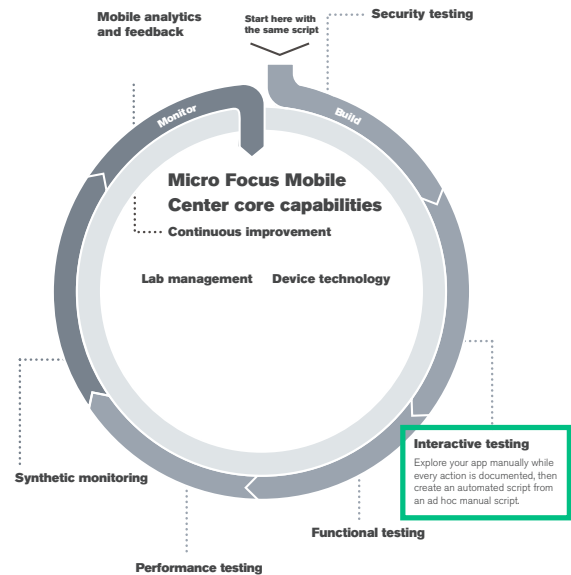 Mobile analytics
and feedback
Start here with
the same script
Security testing
Monitor
Build
Micro Focus Mobile
Center core capabilities
Continuous improvement
Lab management
Device technology
Interactive testing
Explore your app manually while
every action is documented, then
create an automated script from
an ad hoc manual script.
Synthetic monitoring
Functional testing
Performance testing